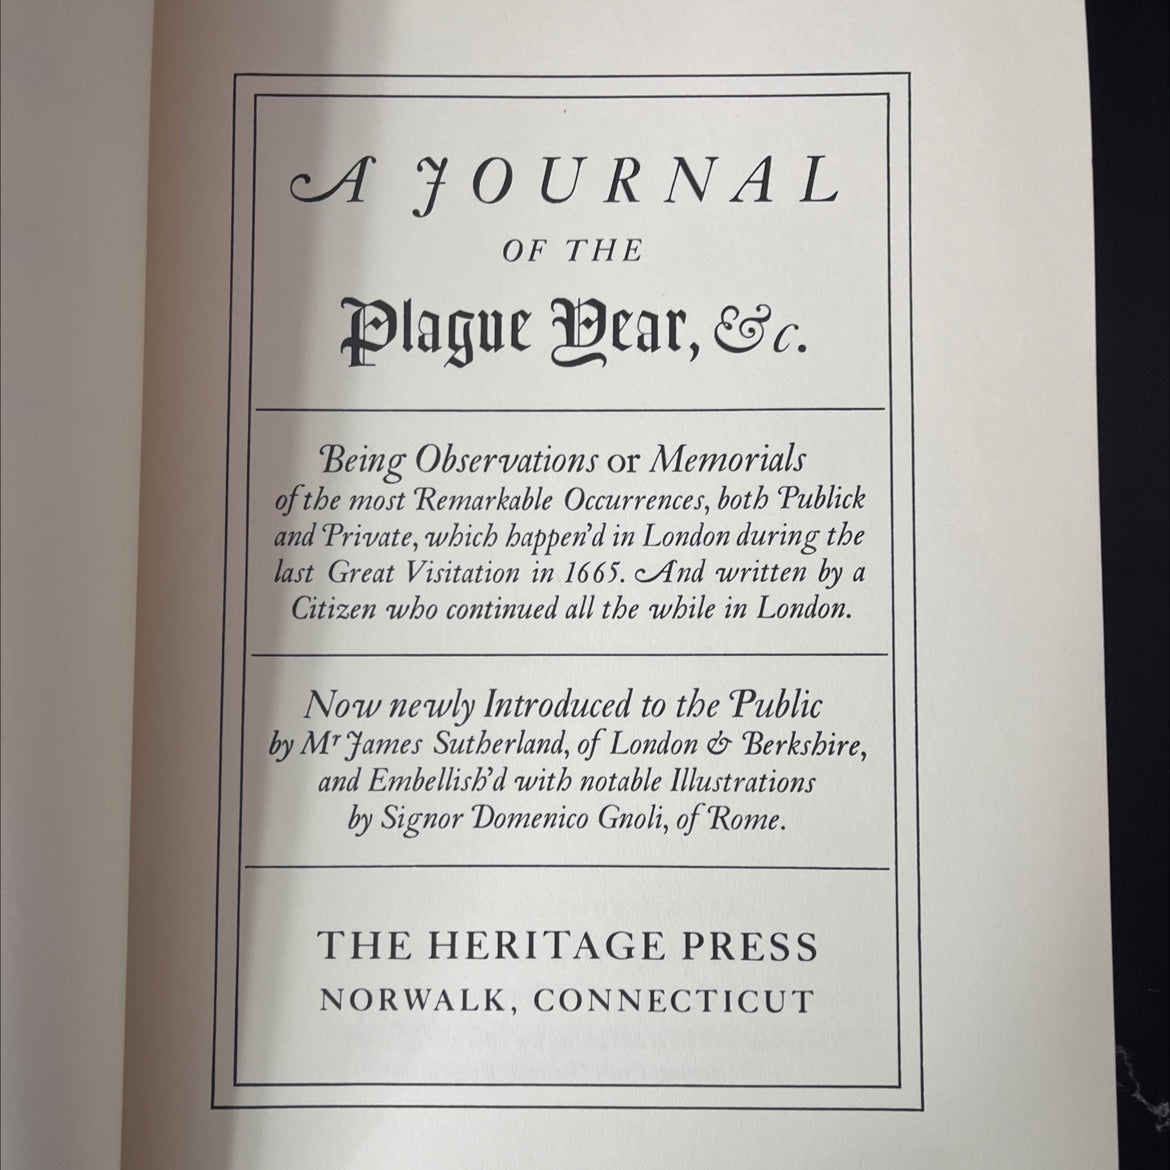 A JOURNAL
OF THE
Plague Year, &c.
Being Observations or Memorials
of the most Remarkable Occurrences, both Publick
and Private, which happen'd in London during the
last Great Visitation in 1665. And written by a
Citizen who continued all the while in London.
Now newly Introduced to the Public
by Mr James Sutherland, of London & Berkshire,
and Embellish'd with notable Illustrations
by Signor Domenico Gnoli, of Rome.
THE HERITAGE PRESS
NORWALK, CONNECTICUT